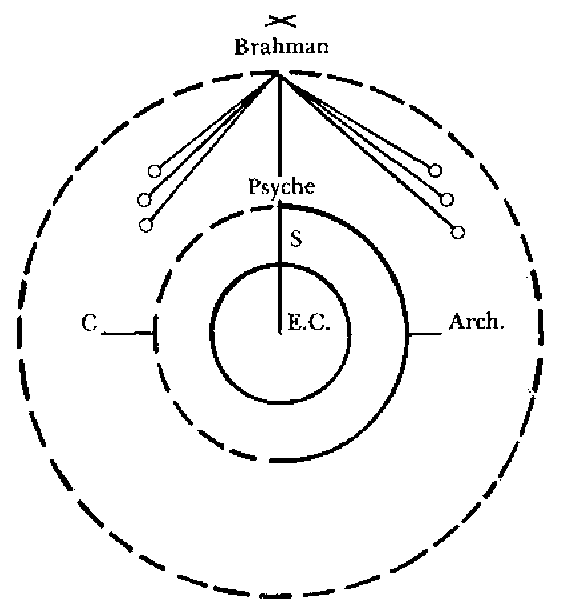 Brahman
Psyche
S
C
E.C.
Arch.